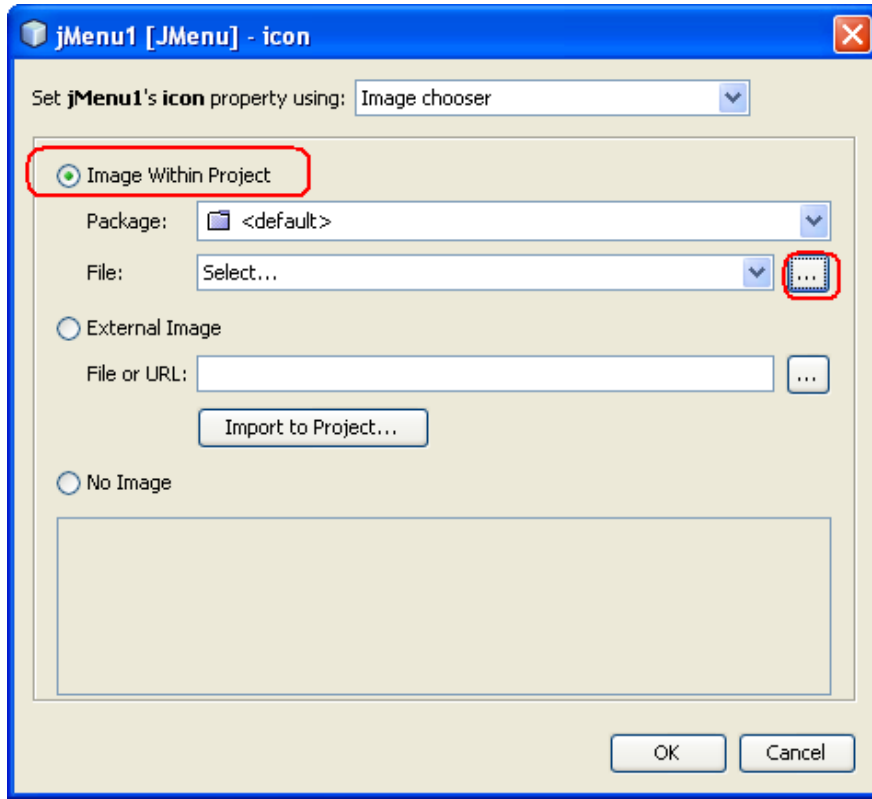 jMenu1 [JMenu] - icon
Set jMenu1's icon property using: Image chooser
Image Within Project
Package: <default>
File: Select... ...
External Image
File or URL: ...
Import to Project...
No Image
OK Cancel